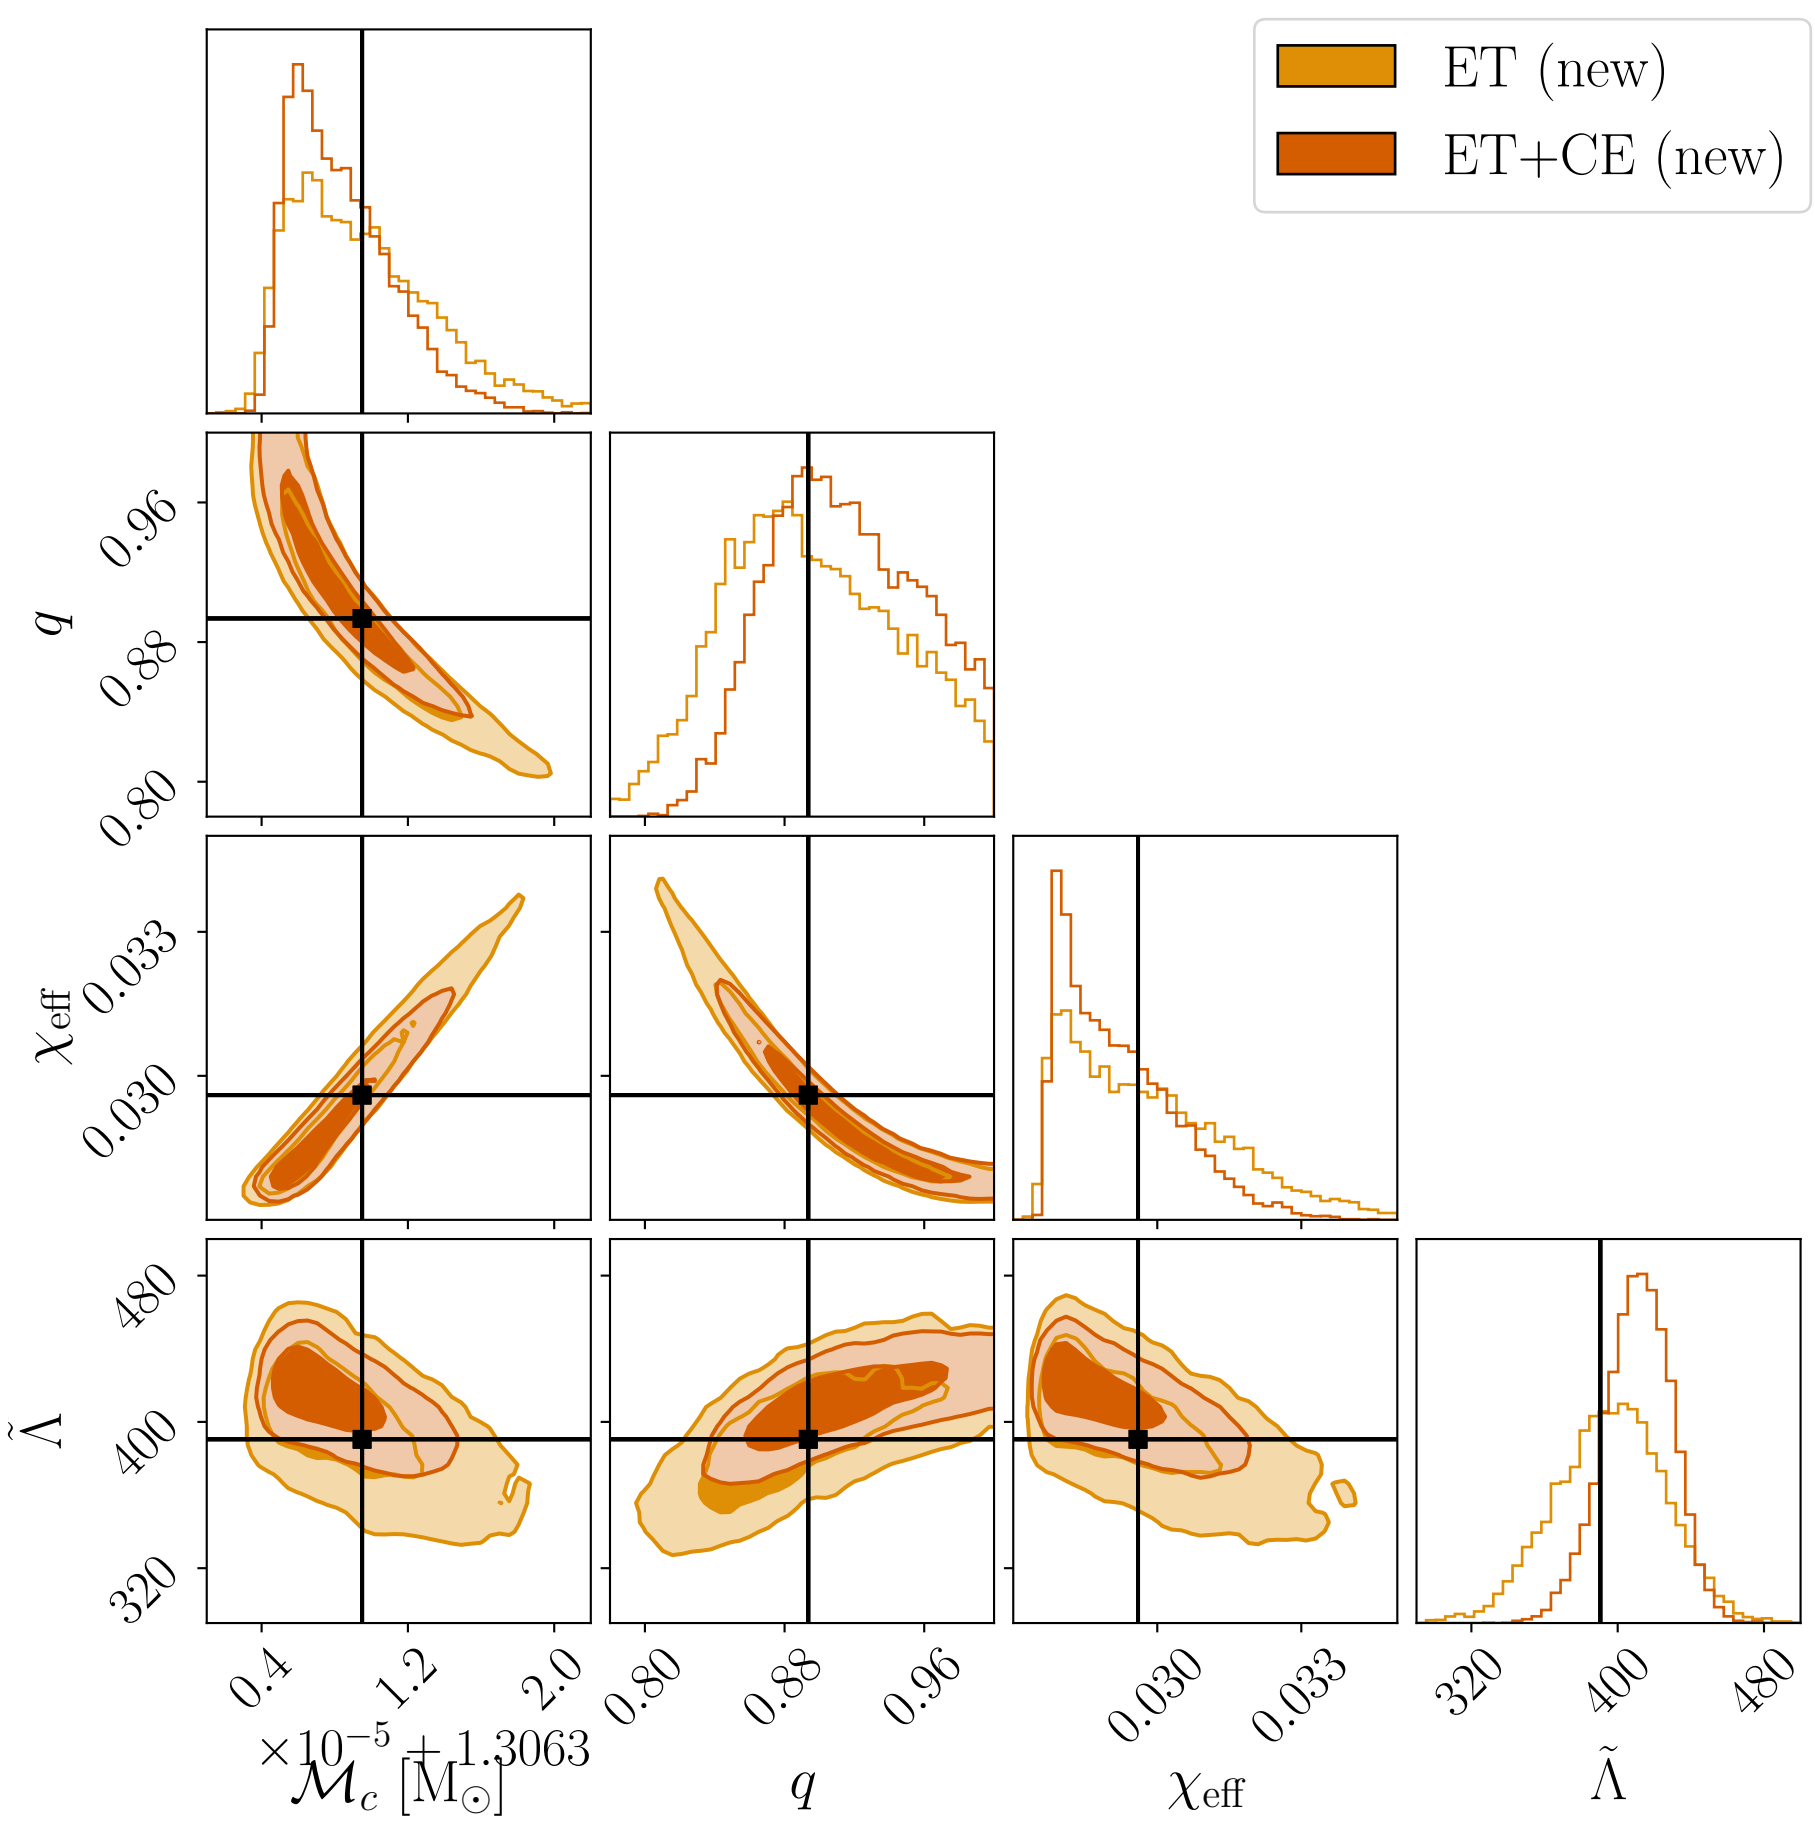 ET (new)
ET+CE (new)
q
0.96
0.88
0.80
χeff
0.033
0.030
Λ̃
480
400
320
0.4 1.2 2.0
0.80 0.88 0.96
0.030 0.033
320 400 480
×10−5 + 1.3063
ℳc [M⊙]
q
χeff
Λ̃